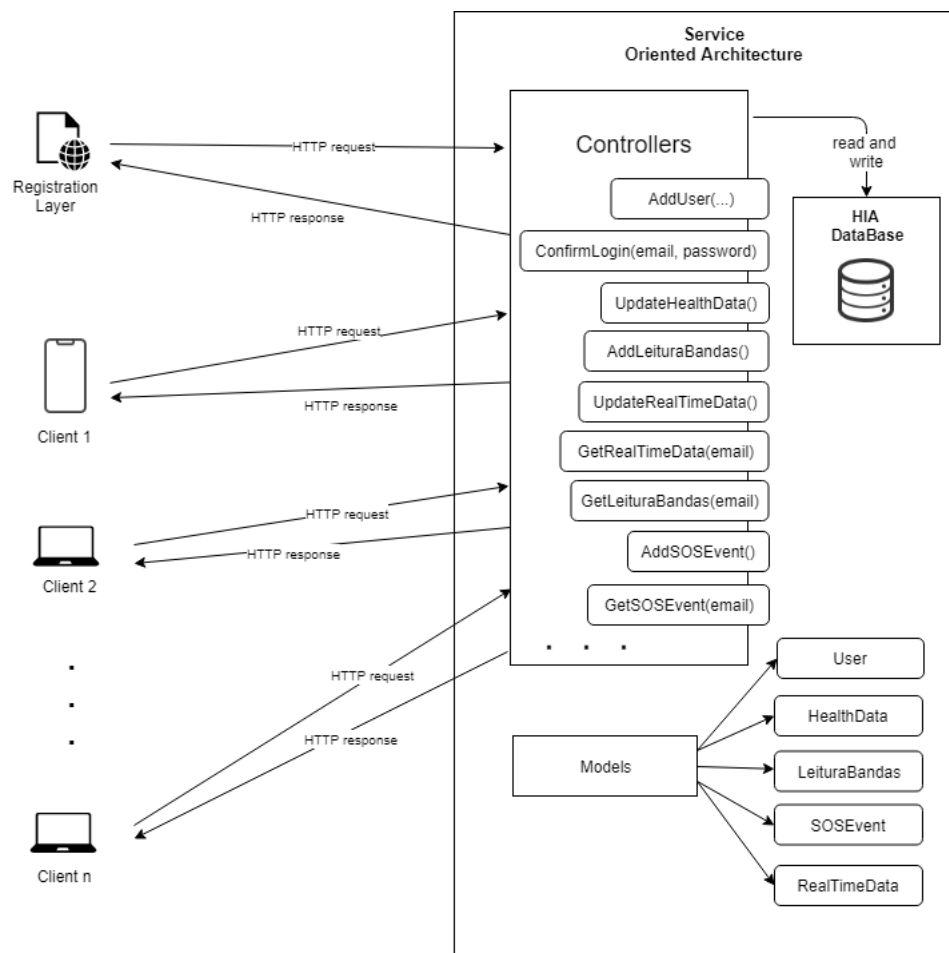 Service
Oriented Architecture
Controllers
read and
write
HIA
DataBase
AddUser(...)
ConfirmLogin(email, password)
UpdateHealthData()
AddLeituraBandas()
UpdateRealTimeData()
GetRealTimeData(email)
GetLeituraBandas(email)
AddSOSEvent()
GetSOSEvent(email)
. . .
Registration
Layer
HTTP request
HTTP response
Client 1
HTTP request
HTTP response
Client 2
HTTP request
HTTP response
.
.
.
Client n
HTTP request
HTTP response
Models
User
HealthData
LeituraBandas
SOSEvent
RealTimeData